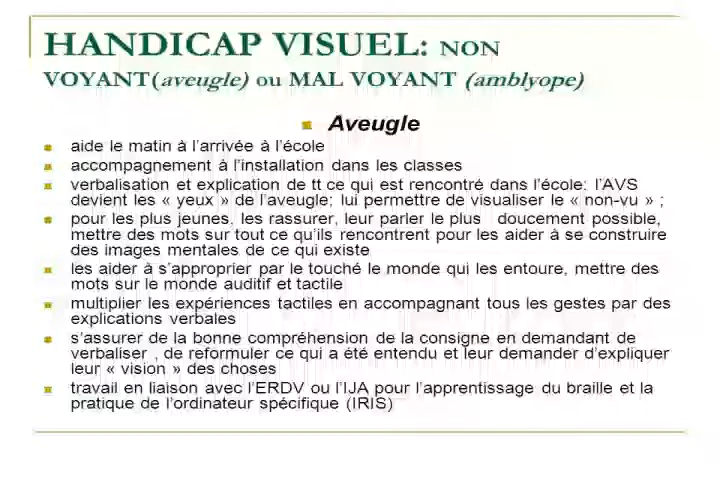 HANDICAP VISUEL: NON
VOYANT(aveugle) ou MAL VOYANT (amblyope)
Aveugle
aide le matin à l'arrivée à l'école
accompagnement à l'installation dans les classes
verbalisation et explication de tt ce qui est rencontré dans l'école: l'AVS
devient les « yeux » de l'aveugle; lui permettre de visualiser le « non-vu » ;
pour les plus jeunes, les rassurer, leur parler le plus doucement possible,
mettre des mots sur tout ce qu'ils rencontrent pour les aider à se construire
des images mentales de ce qui existe
les aider à s'approprier par le touché le monde qui les entoure, mettre des
mots sur le monde auditif et tactile
multiplier les expériences tactiles en accompagnant tous les gestes par des
explications verbales
s'assurer de la bonne compréhension de la consigne en demandant de
verbaliser , de reformuler ce qui a été entendu et leur demander d'expliquer
leur « vision » des choses
travail en liaison avec l'ERDV ou l'IJA pour l'apprentissage du braille et la
pratique de l'ordinateur spécifique (IRIS)